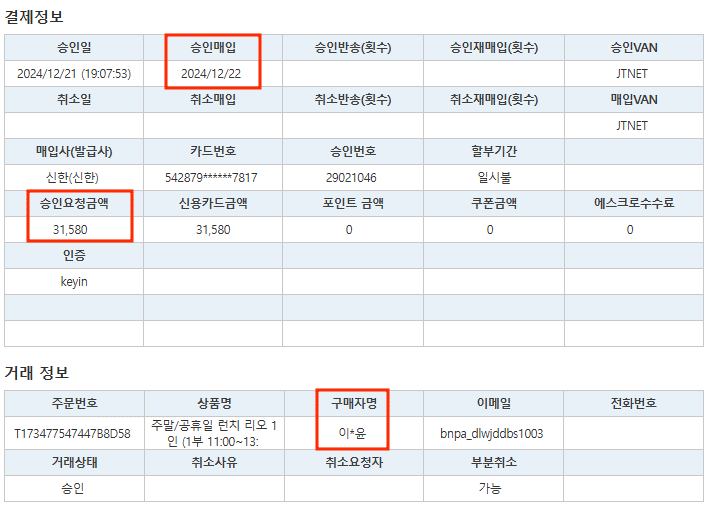 결제정보
승인일 승인매입 승인반송(횟수) 승인재매입(횟수) 승인VAN
2024/12/21 (19:07:53) 2024/12/22 JTNET
취소일 취소매입 취소반송(횟수) 취소재매입(횟수) 매입VAN
JTNET
매입사(발급사) 카드번호 승인번호 할부기간
신한(신한) 542879******7817 29021046 일시불
승인요청금액 신용카드금액 포인트 금액 쿠폰금액 에스크로수수료
31,580 31,580 0 0 0
인증
keyin
거래 정보
주문번호 상품명 구매자명 이메일 전화번호
T173477547447B8D58 주말/공휴일 런치 리오 1
인 (1부 11:00~13: 이*윤 bnpa_dlwjddbs1003
거래상태 취소사유 취소요청자 부분취소
승인 가능